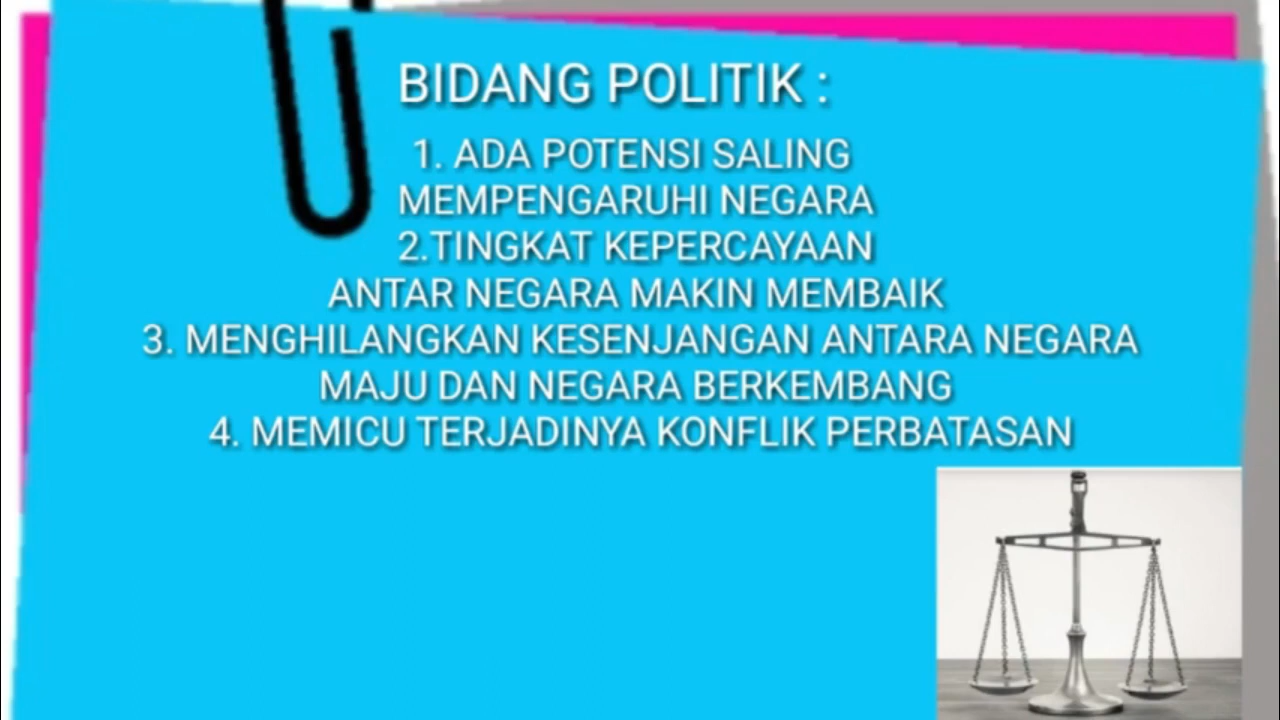 BIDANG POLITIK :
1. ADA POTENSI SALING
MEMPENGARUHI NEGARA
2.TINGKAT KEPERCAYAAN
ANTAR NEGARA MAKIN MEMBAIK
3. MENGHILANGKAN KESENJANGAN ANTARA NEGARA
MAJU DAN NEGARA BERKEMBANG
4. MEMICU TERJADINYA KONFLIK PERBATASAN